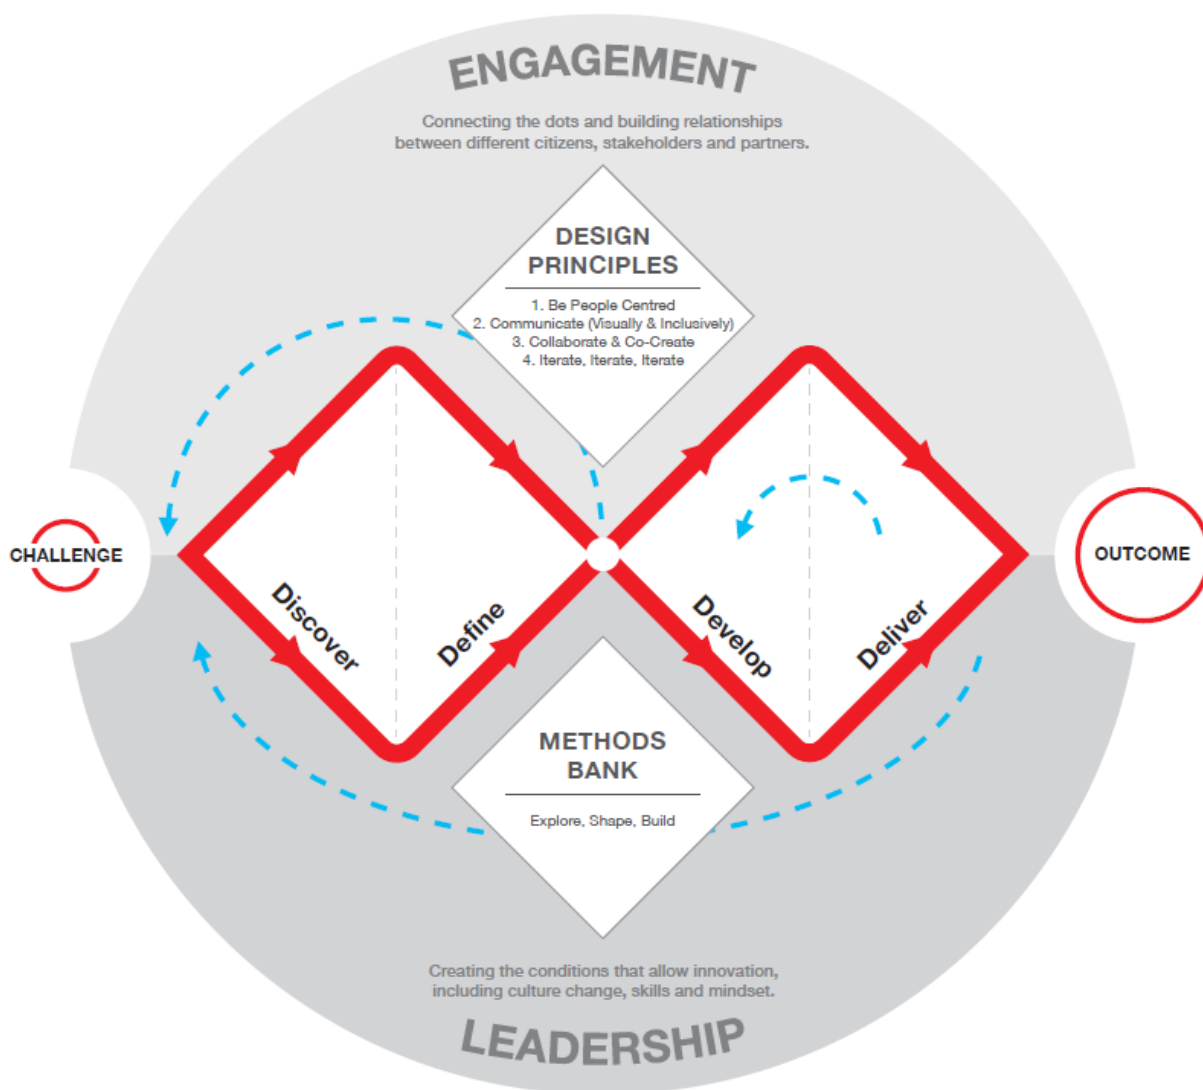 ENGAGEMENT
Connecting the dots and building relationships
between different citizens, stakeholders and partners.
DESIGN
PRINCIPLES
1. Be People Centred
2. Communicate (Visually & Inclusively)
3. Collaborate & Co-Create
4. Iterate, Iterate, Iterate
CHALLENGE
OUTCOME
Discover
Define
Develop
Deliver
METHODS
BANK
Explore, Shape, Build
Creating the conditions that allow innovation,
including culture change, skills and mindset.
LEADERSHIP